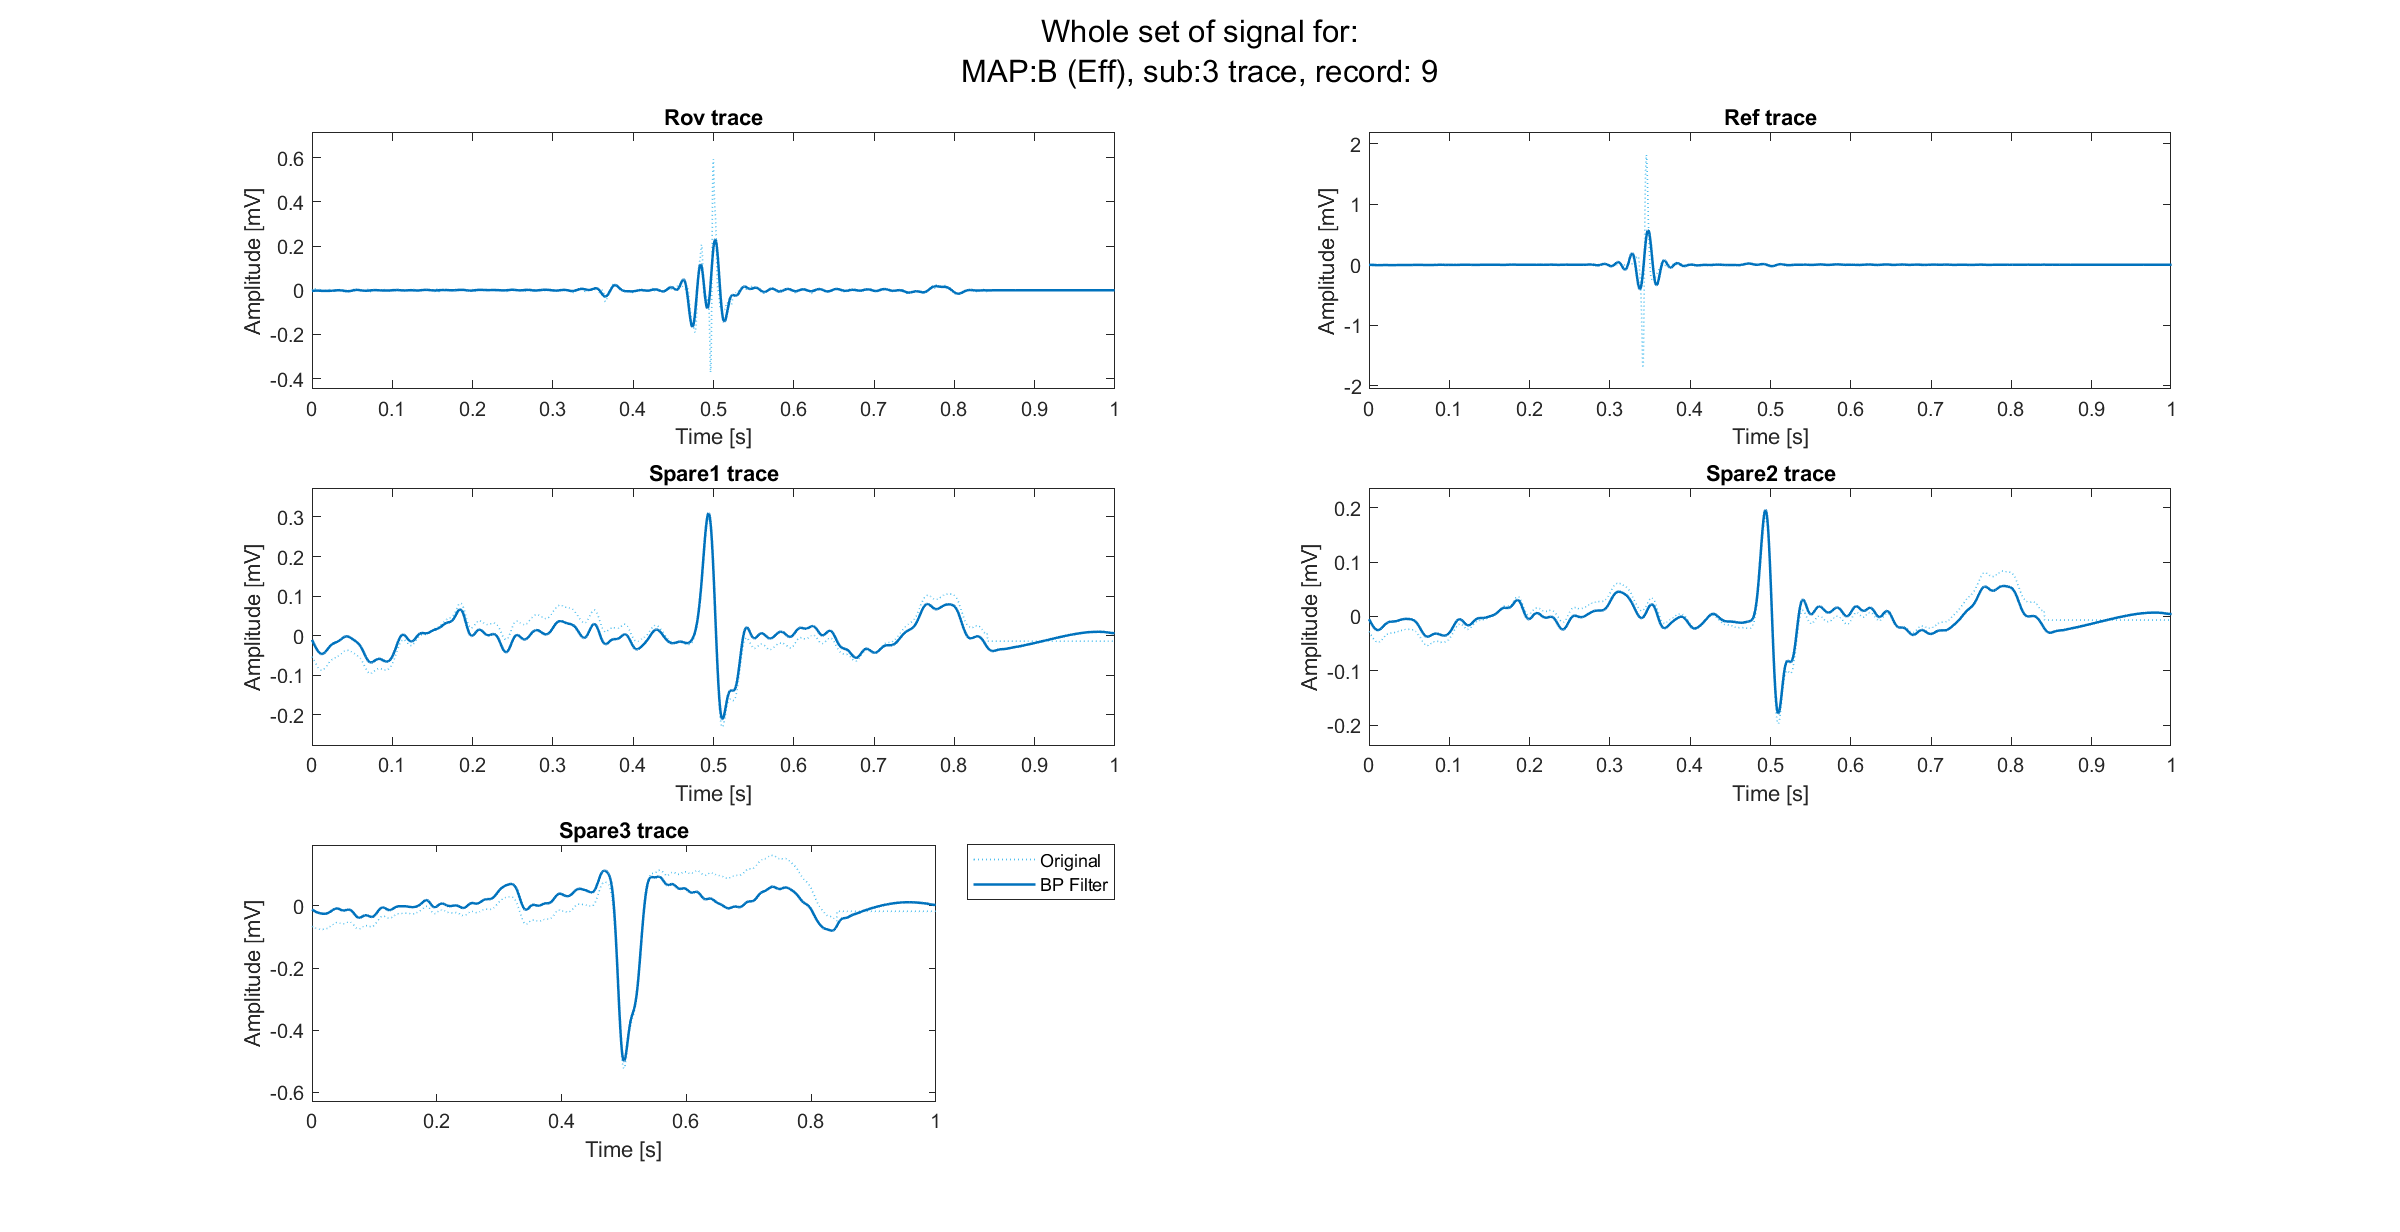 Whole set of signal for:
MAP:B (Eff), sub:3 trace, record: 9
Rov trace
Amplitude [mV]
0.6
0.4
0.2
0
-0.2
-0.4
0 0.1 0.2 0.3 0.4 0.5 0.6 0.7 0.8 0.9 1
Time [s]
Ref trace
Amplitude [mV]
2
1
0
-1
-2
0 0.1 0.2 0.3 0.4 0.5 0.6 0.7 0.8 0.9 1
Time [s]
Spare1 trace
Amplitude [mV]
0.3
0.2
0.1
0
-0.1
-0.2
0 0.1 0.2 0.3 0.4 0.5 0.6 0.7 0.8 0.9 1
Time [s]
Spare2 trace
Amplitude [mV]
0.2
0.1
0
-0.1
-0.2
0 0.1 0.2 0.3 0.4 0.5 0.6 0.7 0.8 0.9 1
Time [s]
Spare3 trace
Amplitude [mV]
0
-0.2
-0.4
-0.6
0 0.2 0.4 0.6 0.8 1
Time [s]
Original
BP Filter